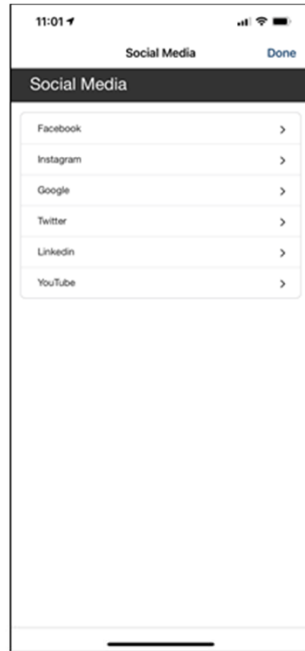 11:01
Social Media Done
Social Media
Facebook
Instagram
Google
Twitter
Linkedin
YouTube